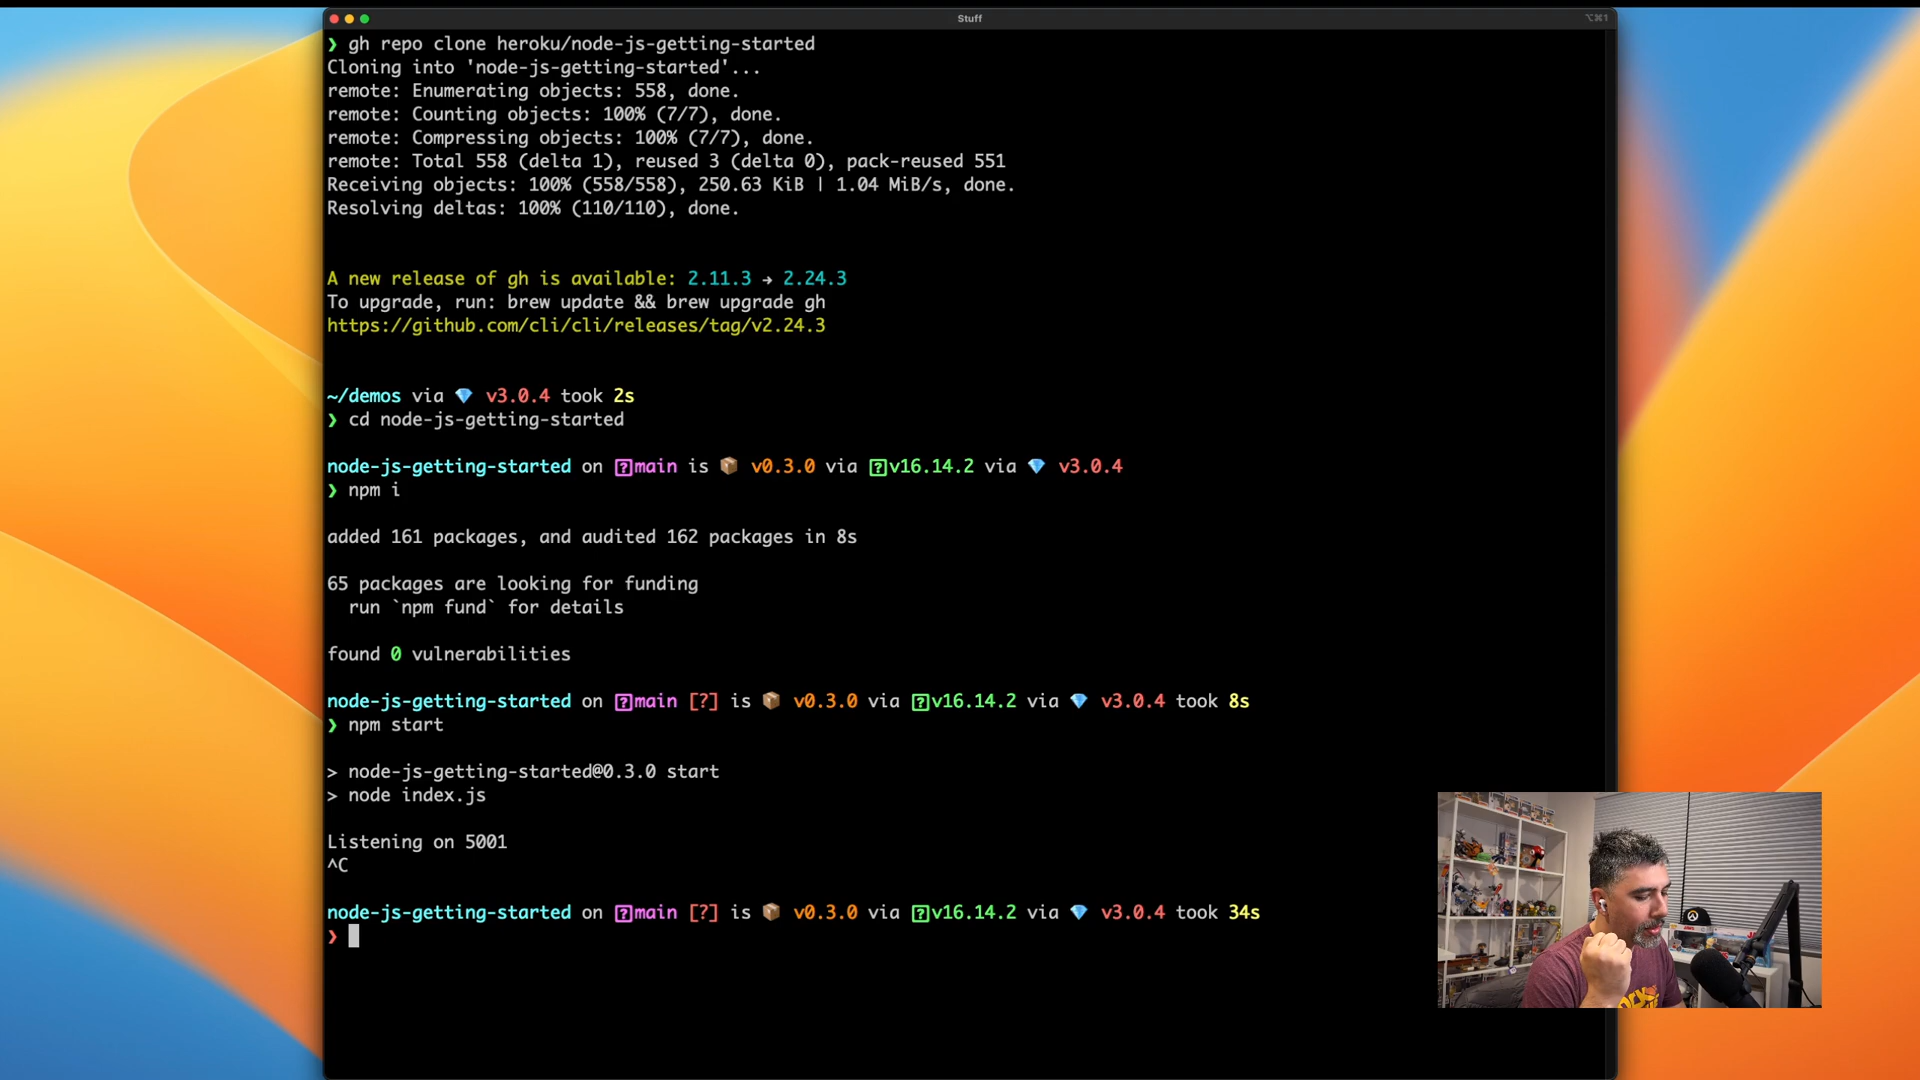 Stuff
⌥⌘1
❯ gh repo clone heroku/node-js-getting-started
Cloning into 'node-js-getting-started'...
remote: Enumerating objects: 558, done.
remote: Counting objects: 100% (7/7), done.
remote: Compressing objects: 100% (7/7), done.
remote: Total 558 (delta 1), reused 3 (delta 0), pack-reused 551
Receiving objects: 100% (558/558), 250.63 KiB | 1.04 MiB/s, done.
Resolving deltas: 100% (110/110), done.
A new release of gh is available: 2.11.3 → 2.24.3
To upgrade, run: brew update && brew upgrade gh
https://github.com/cli/cli/releases/tag/v2.24.3
~/demos via 💎 v3.0.4 took 2s
❯ cd node-js-getting-started
node-js-getting-started on ⍰main is 📦 v0.3.0 via ⍰v16.14.2 via 💎 v3.0.4
❯ npm i
added 161 packages, and audited 162 packages in 8s
65 packages are looking for funding
run `npm fund` for details
found 0 vulnerabilities
node-js-getting-started on ⍰main [?] is 📦 v0.3.0 via ⍰v16.14.2 via 💎 v3.0.4 took 8s
❯ npm start
> node-js-getting-started@0.3.0 start
> node index.js
Listening on 5001
^C
node-js-getting-started on ⍰main [?] is 📦 v0.3.0 via ⍰v16.14.2 via 💎 v3.0.4 took 34s
❯